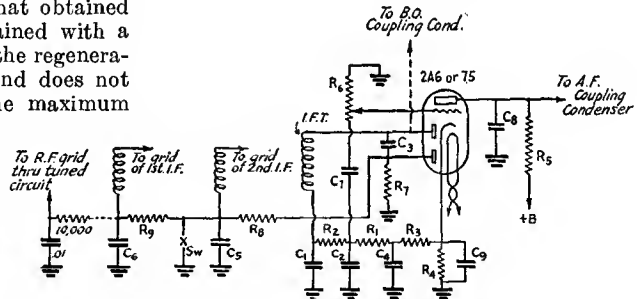 hat obtained
ained with a
the regenera-
nd does not
e maximum
To B.O.
Coupling Cond.
2A6 or 75
To A.F.
Coupling
Condenser
R6
I.F.T.
C3
C7
R7
C8
R5
+B
To R.F. grid
thru tuned
circuit
To grid
of 1st. I.F.
To grid
of 2nd. I.F.
10,000
.01
C6
R9
X
Sw
C5
R8
C1
R2
C2
R1
C4
R3
R4
C9